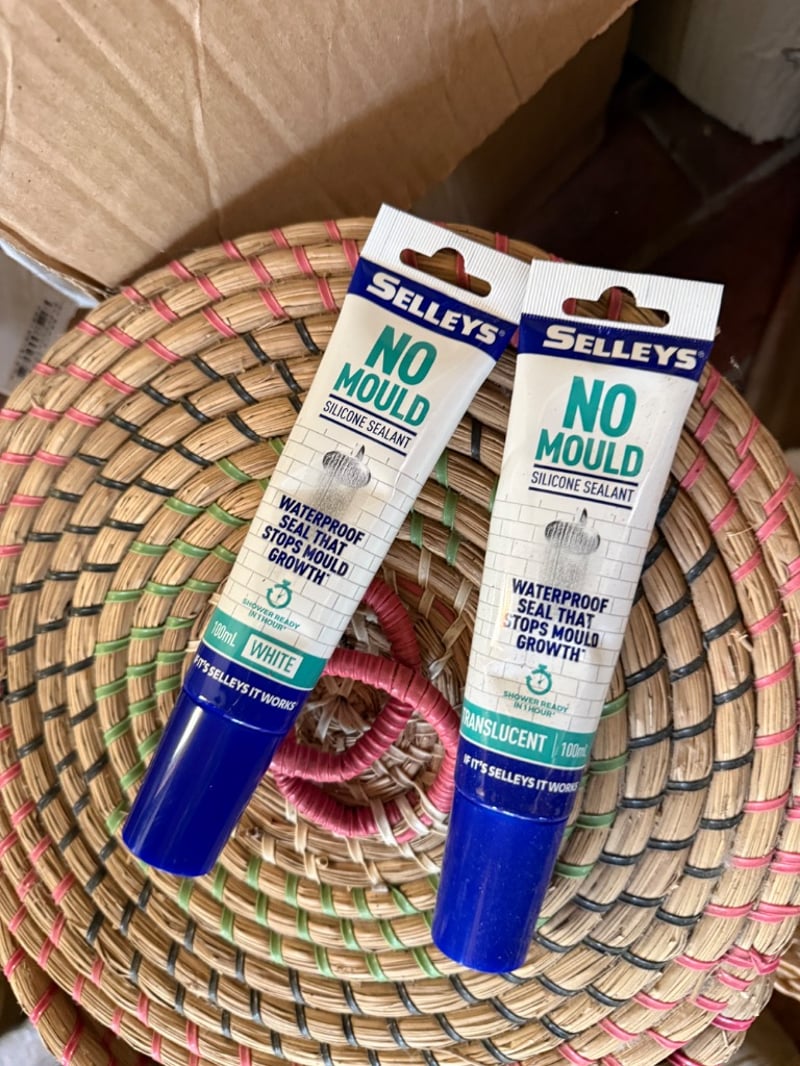 SELLEYS®
NO
MOULD
SILICONE SEALANT
WATERPROOF
SEAL THAT
STOPS MOULD
GROWTH*
SHOWER READY
IN 1 HOUR*
100mL WHITE
IF IT'S SELLEYS IT WORKS®
SELLEYS®
NO
MOULD
SILICONE SEALANT
WATERPROOF
SEAL THAT
STOPS MOULD
GROWTH*
SHOWER READY
IN 1 HOUR*
TRANSLUCENT 100mL
IF IT'S SELLEYS IT WORKS®